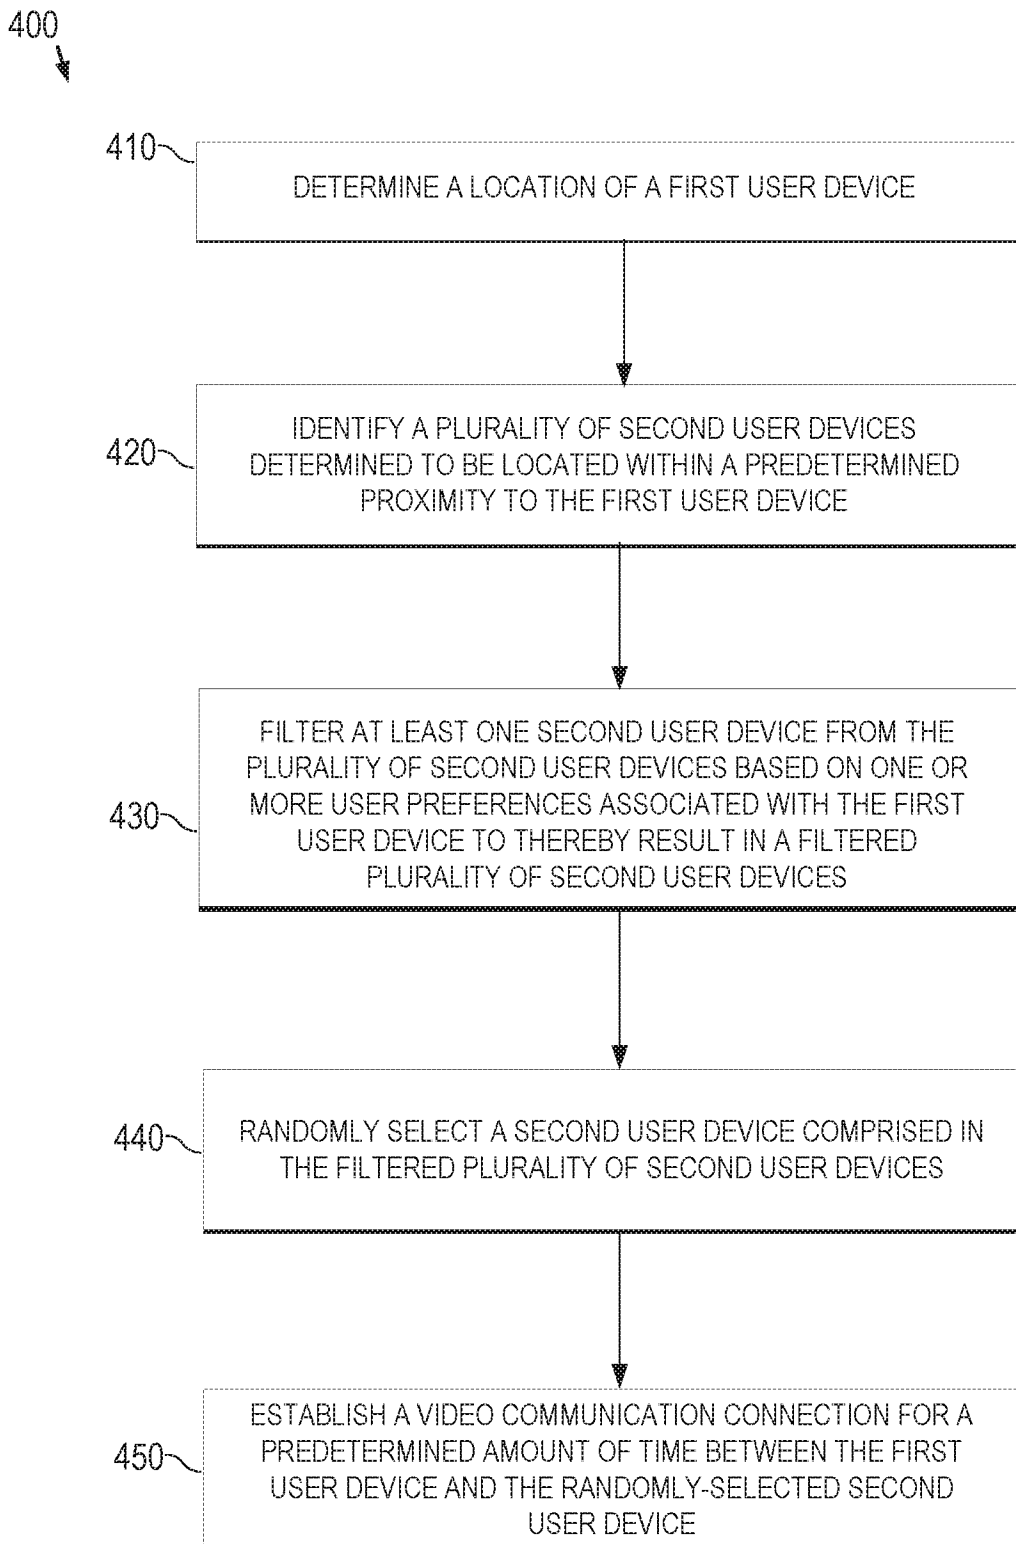 400
410
DETERMINE A LOCATION OF A FIRST USER DEVICE
420
IDENTIFY A PLURALITY OF SECOND USER DEVICES
DETERMINED TO BE LOCATED WITHIN A PREDETERMINED
PROXIMITY TO THE FIRST USER DEVICE
430
FILTER AT LEAST ONE SECOND USER DEVICE FROM THE
PLURALITY OF SECOND USER DEVICES BASED ON ONE OR
MORE USER PREFERENCES ASSOCIATED WITH THE FIRST
USER DEVICE TO THEREBY RESULT IN A FILTERED
PLURALITY OF SECOND USER DEVICES
440
RANDOMLY SELECT A SECOND USER DEVICE COMPRISED IN
THE FILTERED PLURALITY OF SECOND USER DEVICES
450
ESTABLISH A VIDEO COMMUNICATION CONNECTION FOR A
PREDETERMINED AMOUNT OF TIME BETWEEN THE FIRST
USER DEVICE AND THE RANDOMLY-SELECTED SECOND
USER DEVICE